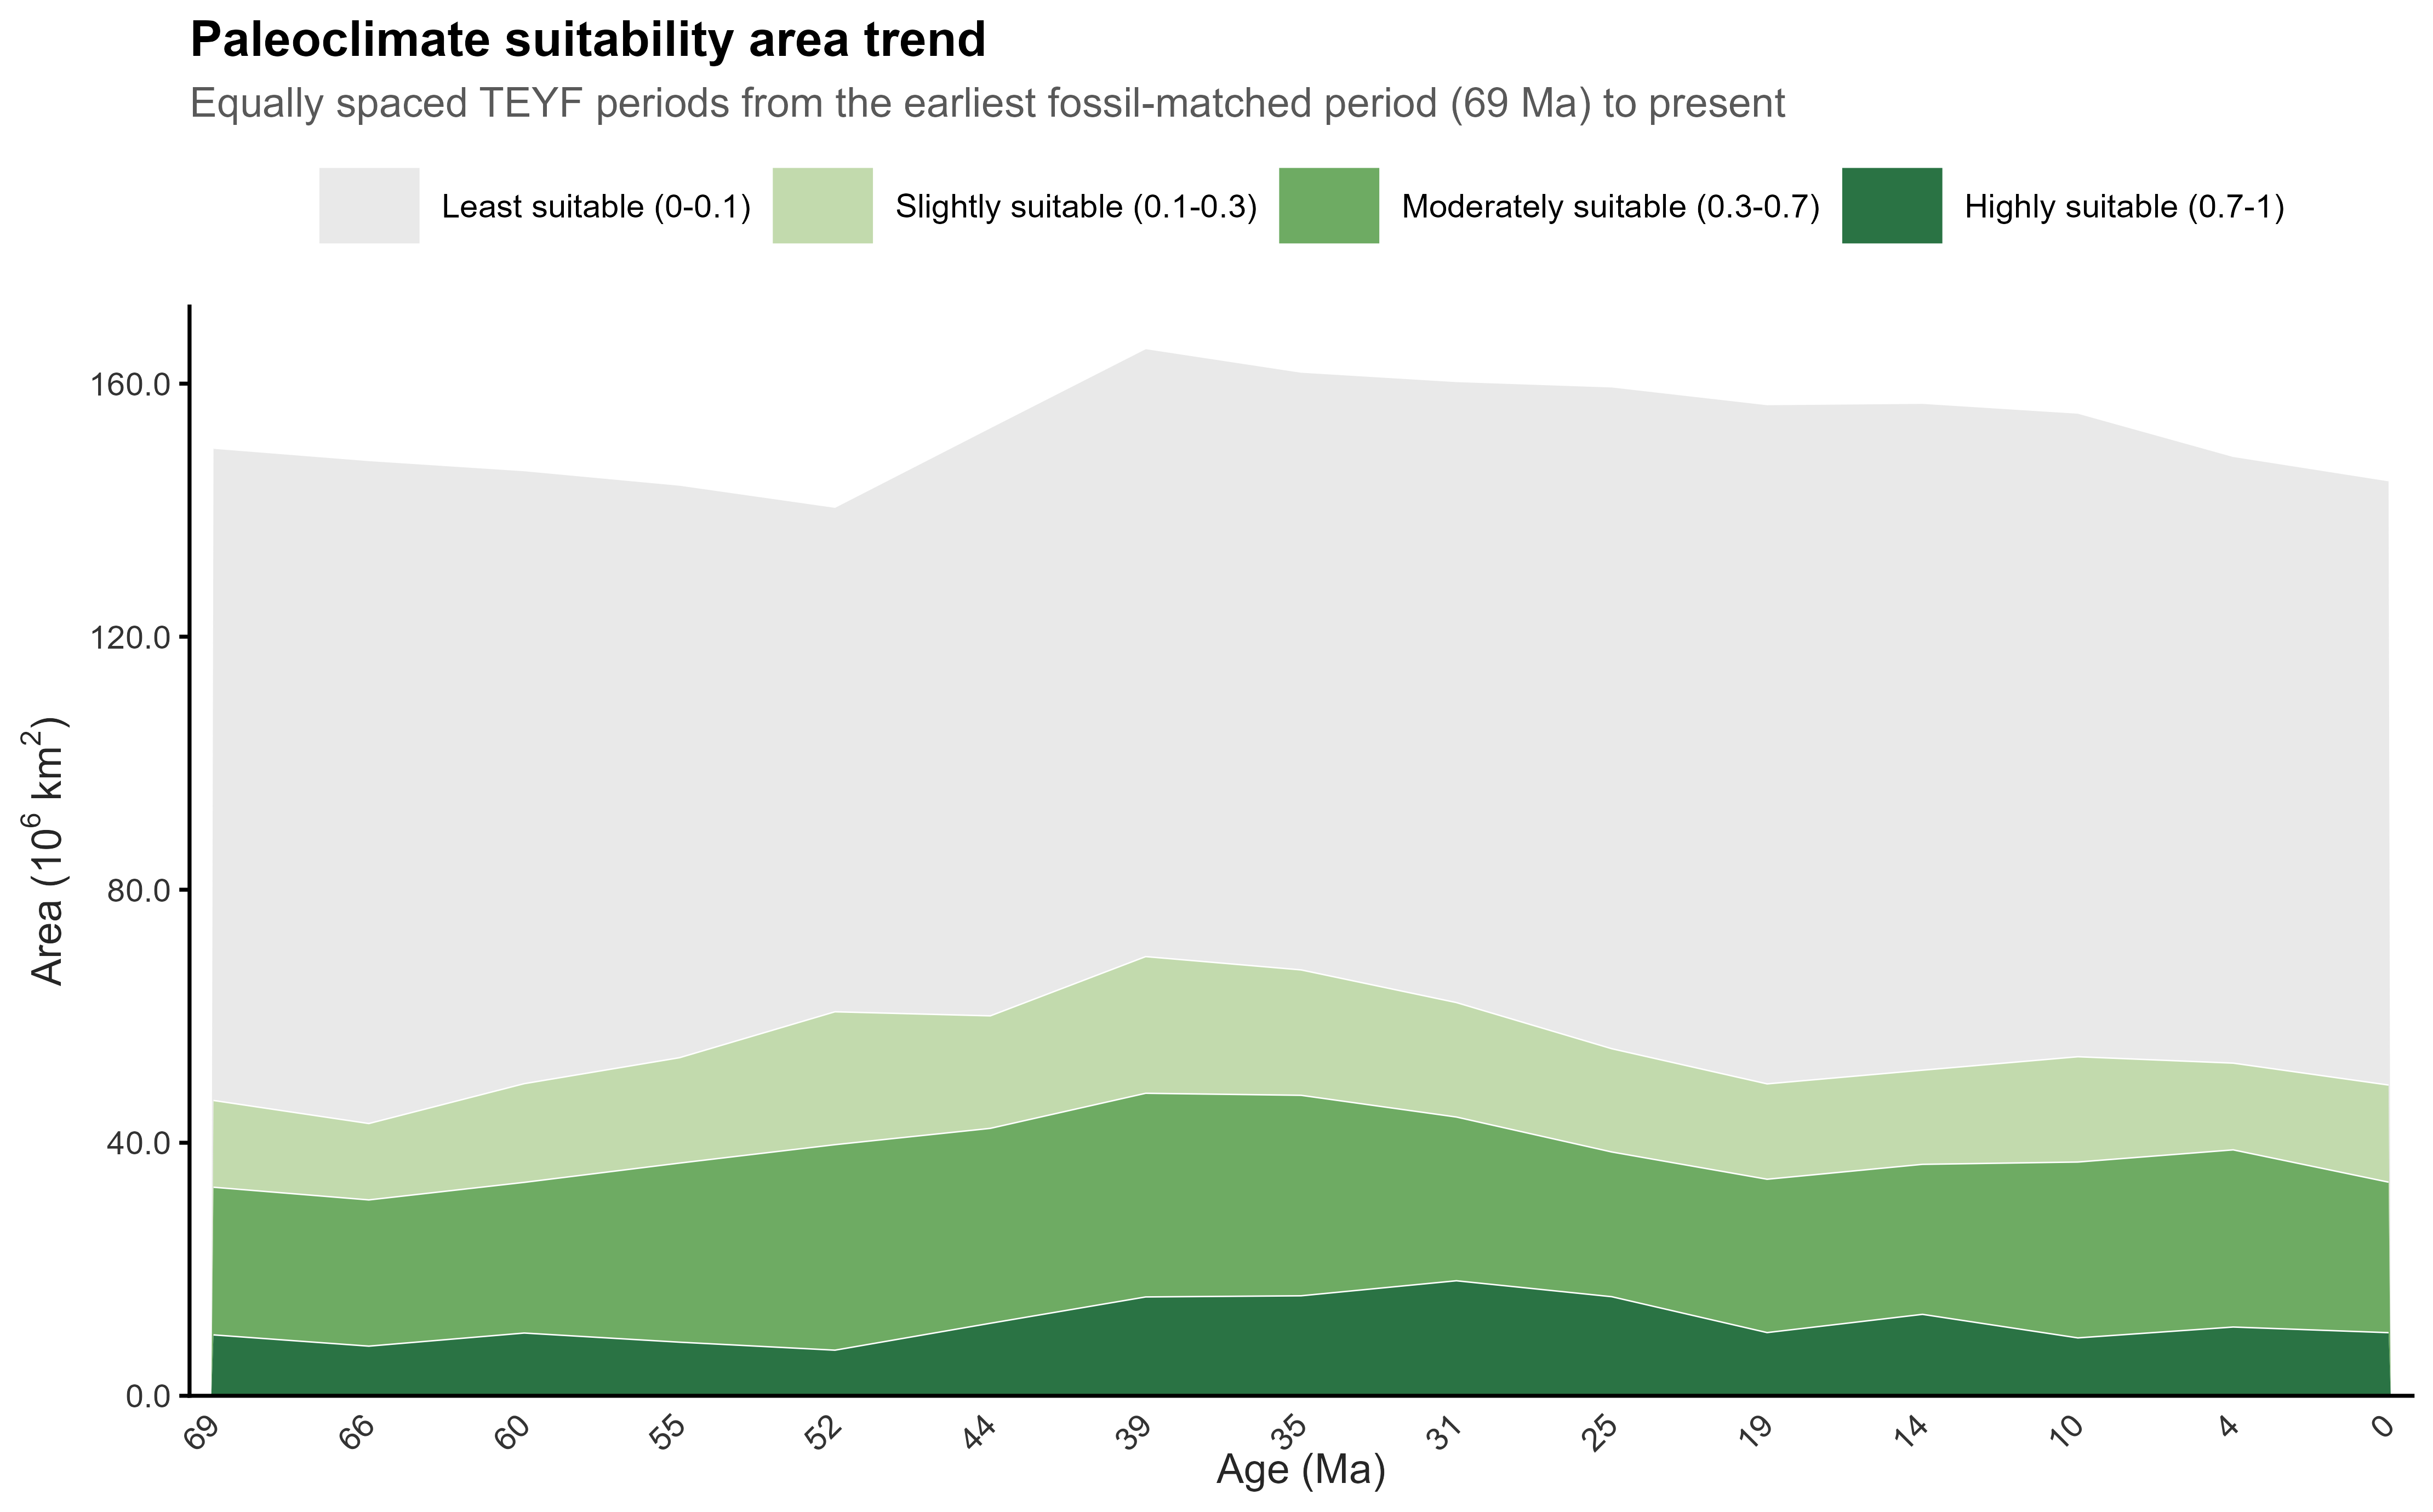 Paleoclimate suitability area trend
Equally spaced TEYF periods from the earliest fossil-matched period (69 Ma) to present
Least suitable (0-0.1) Slightly suitable (0.1-0.3) Moderately suitable (0.3-0.7) Highly suitable (0.7-1)
160.0
120.0
80.0
40.0
0.0
Area (10⁶ km²)
69 66 60 55 52 44 39 35 31 25 19 14 10 4 0
Age (Ma)